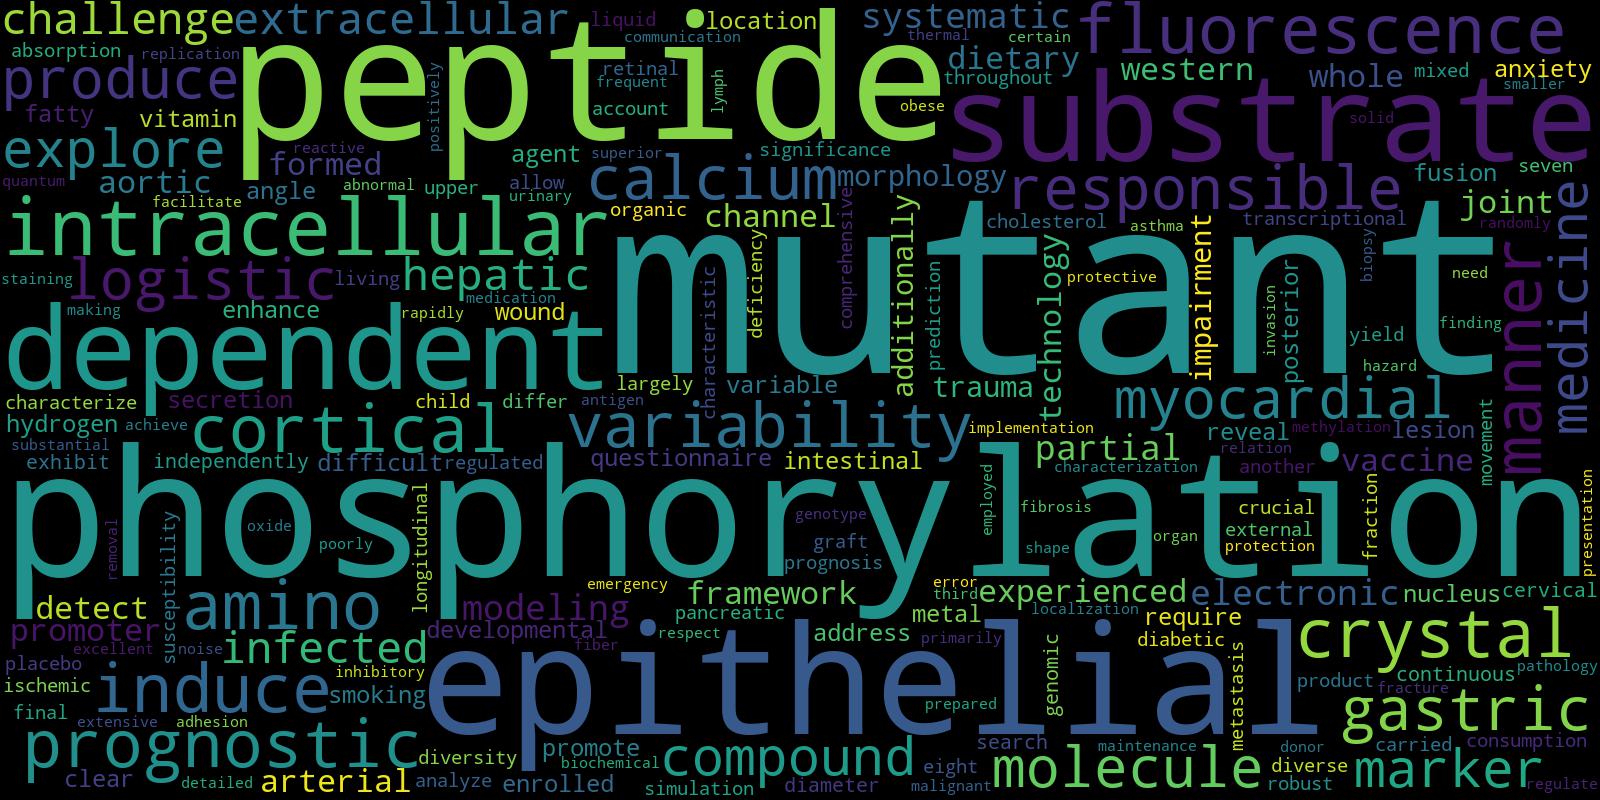 challenge extracellular liquid location systematic fluorescence
communication thermal certain
absorption replication peptide dietary
produce positively retinal frequent lymph throughout western whole mixed anxiety
smaller
fatty vitamin account obese substrate solid
explore reactive formed agent superior significance
quantum aortic angle abnormal upper allow urinary calcium morphology responsible fusion seven
facilitate organic channel cholesterol asthma transcriptional joint randomly
intracellular mutant
deficiency comprehensive additionally technology impairment biopsy manner medicine
staining logistic living hepatic characteristic prediction protective invasion posterior need
medication
making enhance rapidly wound yield finding
dependent hazard
largely variable trauma myocardial
characterize secretion child differ antigen
hydrogen achieve cortical variability implementation reveal methylation lesion movement
substantial partial relation
exhibit independently difficult regulated questionnaire intestinal characterization another vaccine
phosphorylation
removal susceptibility oxide longitudinal genotype employed fibrosis crucial fraction presentation
poorly graft shape organ external
prognosis protection
emergency error
detect amino modeling framework third experienced electronic nucleus cervical
pancreatic metal localization require
promoter developmental respect address primarily diabetic crystal
excellent noise infected fiber
placebo inhibitory epithelial genomic metastasis continuous pathology
ischemic induce smoking product fracture
final prepared gastric
extensive adhesion
prognostic diversity promote compound search maintenance donor carried consumption
biochemical
clear detailed arterial analyze enrolled simulation diameter eight malignant molecule diverse robust marker regulate